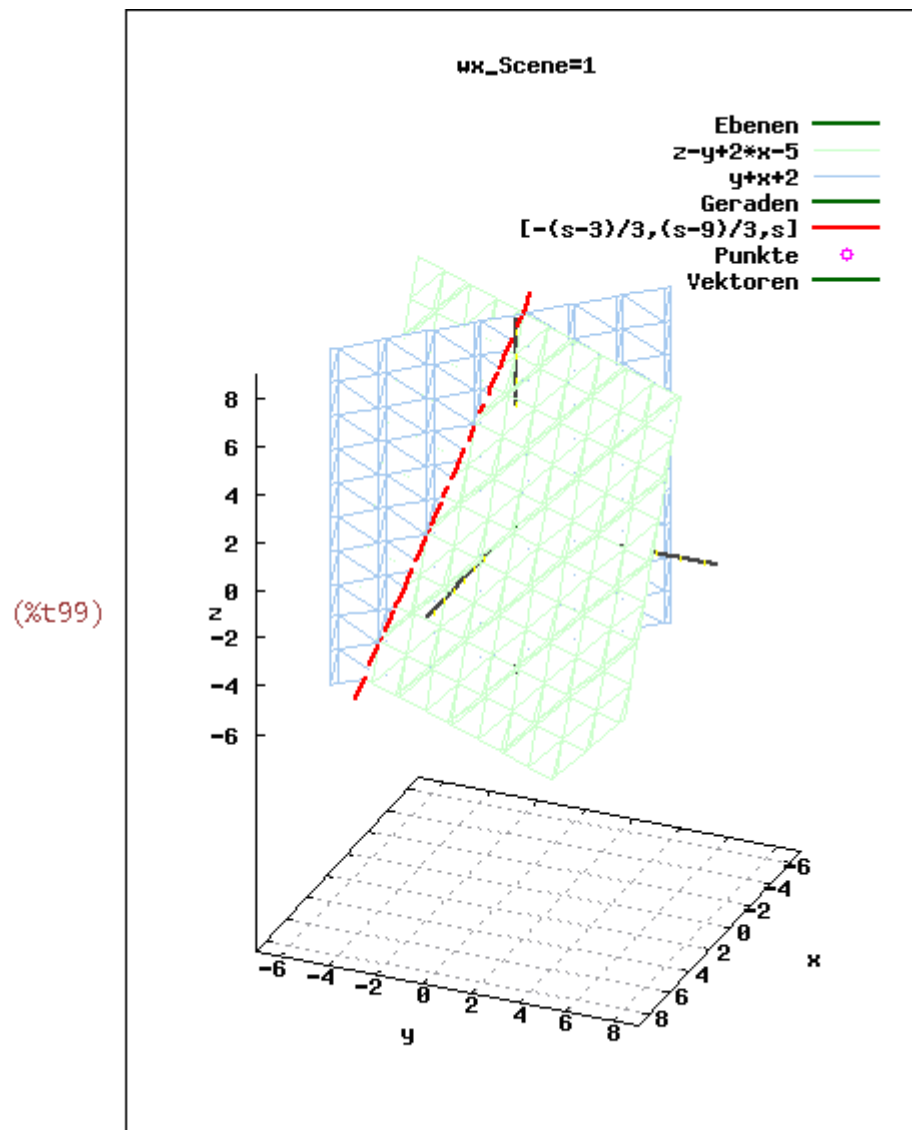 wx_Scene=1
Ebenen
z-y+2*x-5
y+x+2
Geraden
[-(s-3)/3,(s-9)/3,s]
Punkte
Vektoren
8
6
4
2
0
z
-2
-4
-6
(%t99)
-6
-4
-2
0
2
4
6
8
x
-6
-4
-2
0
2
4
6
8
y